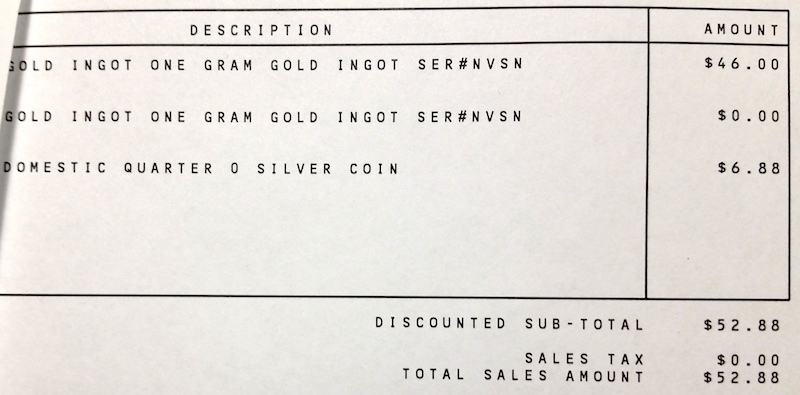 DESCRIPTION AMOUNT
GOLD INGOT ONE GRAM GOLD INGOT SER#NVSN $46.00
GOLD INGOT ONE GRAM GOLD INGOT SER#NVSN $0.00
DOMESTIC QUARTER O SILVER COIN $6.88
DISCOUNTED SUB-TOTAL $52.88
SALES TAX $0.00
TOTAL SALES AMOUNT $52.88